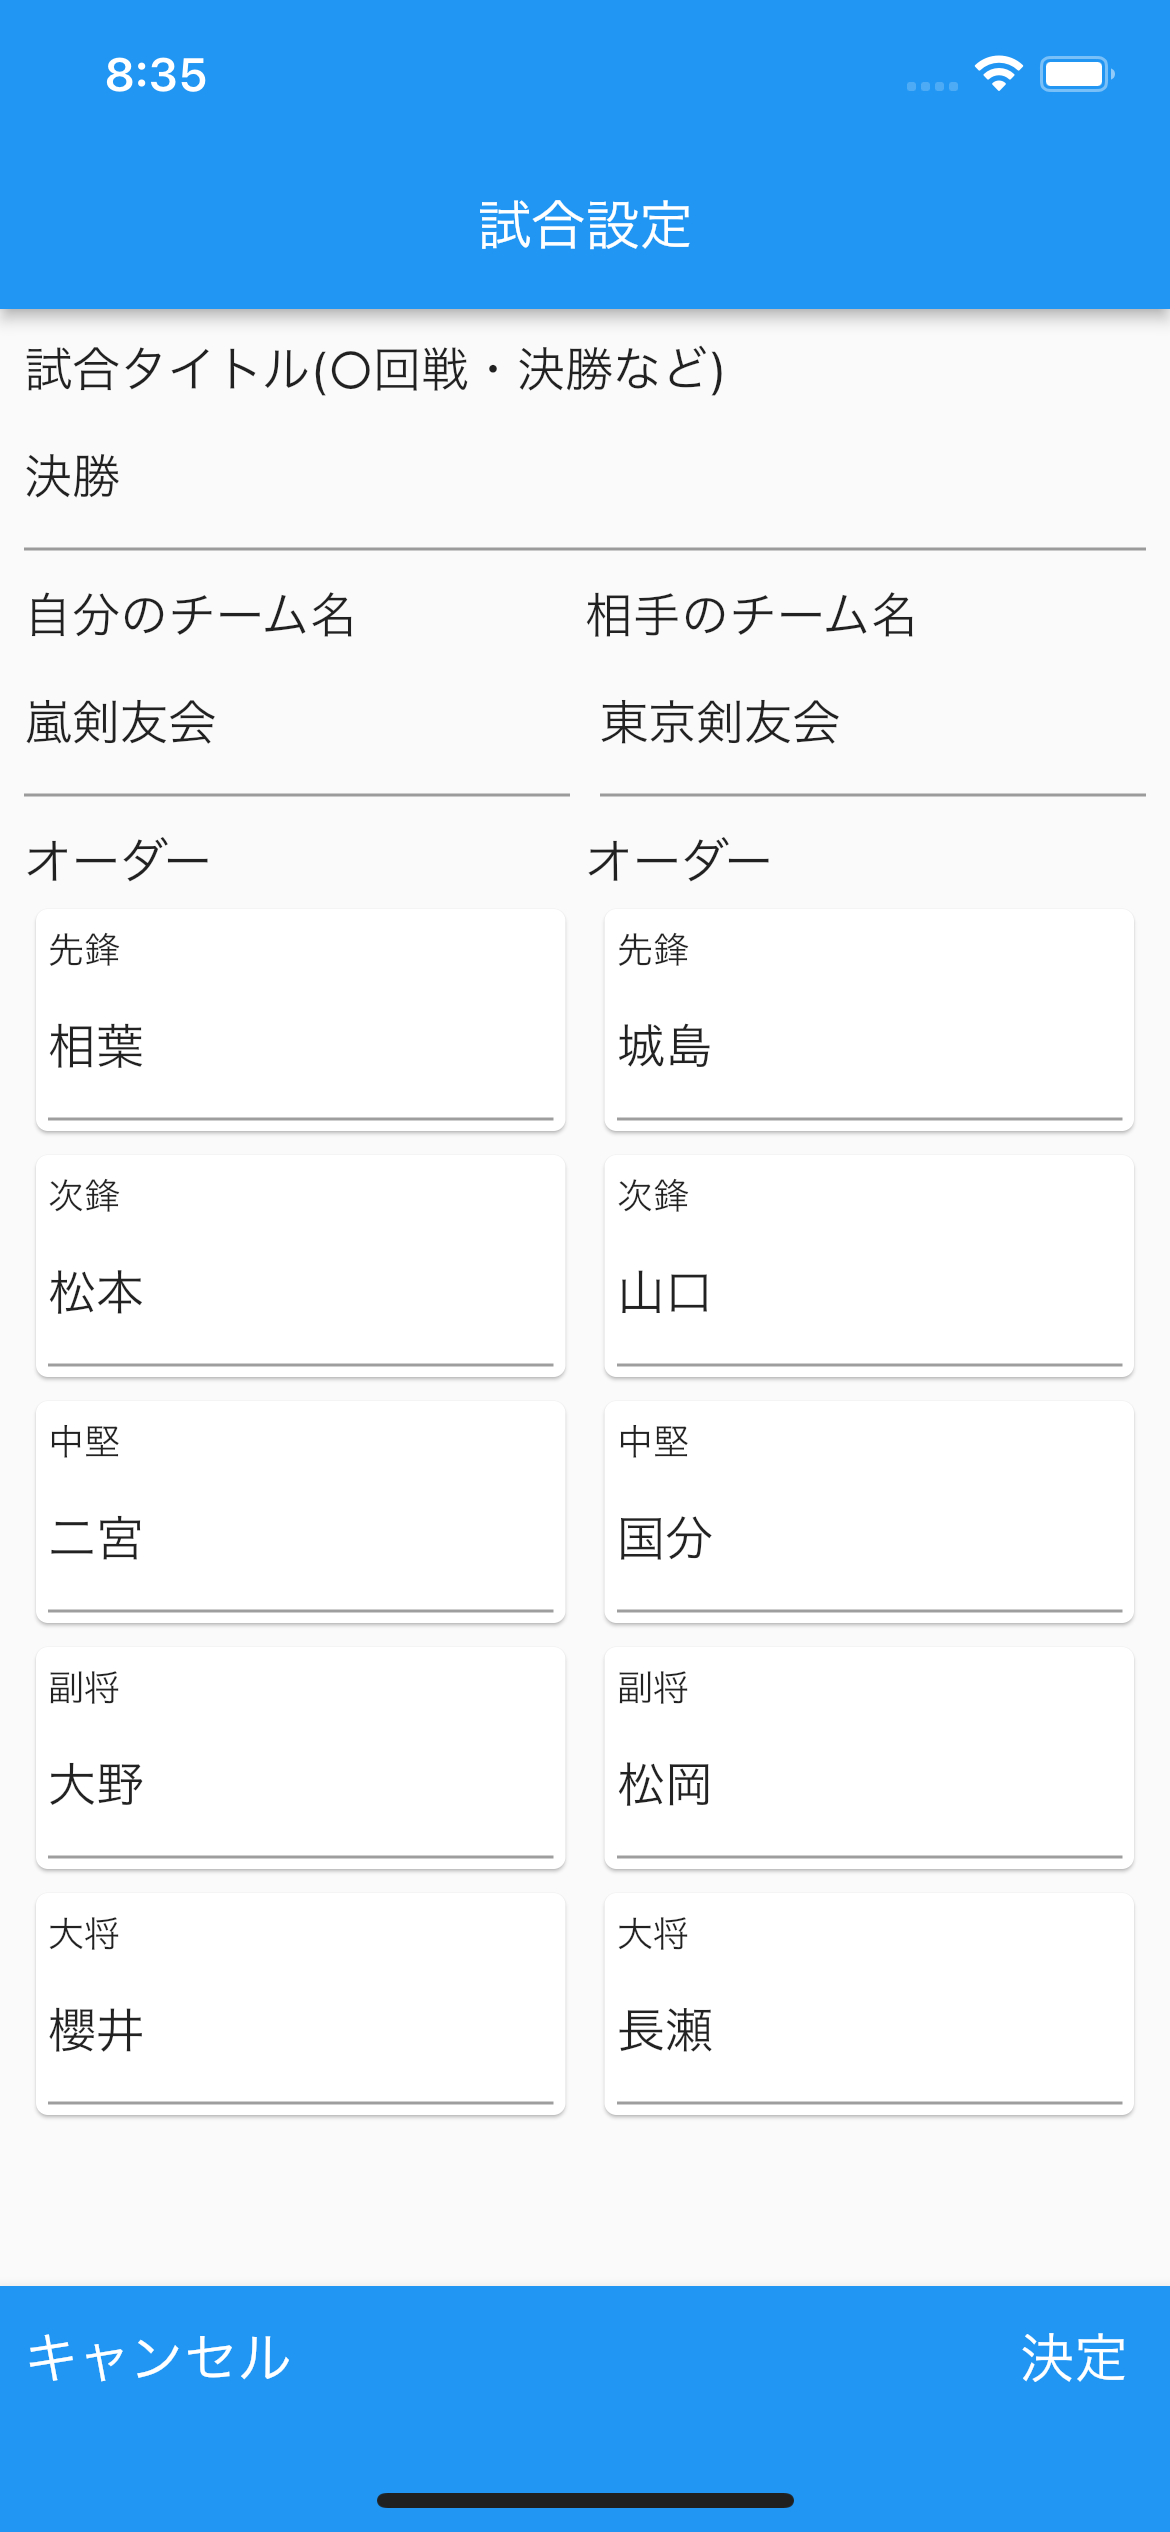 8:35
試合設定
試合タイトル(〇回戦・決勝など)
決勝
自分のチーム名 相手のチーム名
嵐剣友会 東京剣友会
オーダー オーダー
先鋒 先鋒
相葉 城島
次鋒 次鋒
松本 山口
中堅 中堅
二宮 国分
副将 副将
大野 松岡
大将 大将
櫻井 長瀬
キャンセル 決定